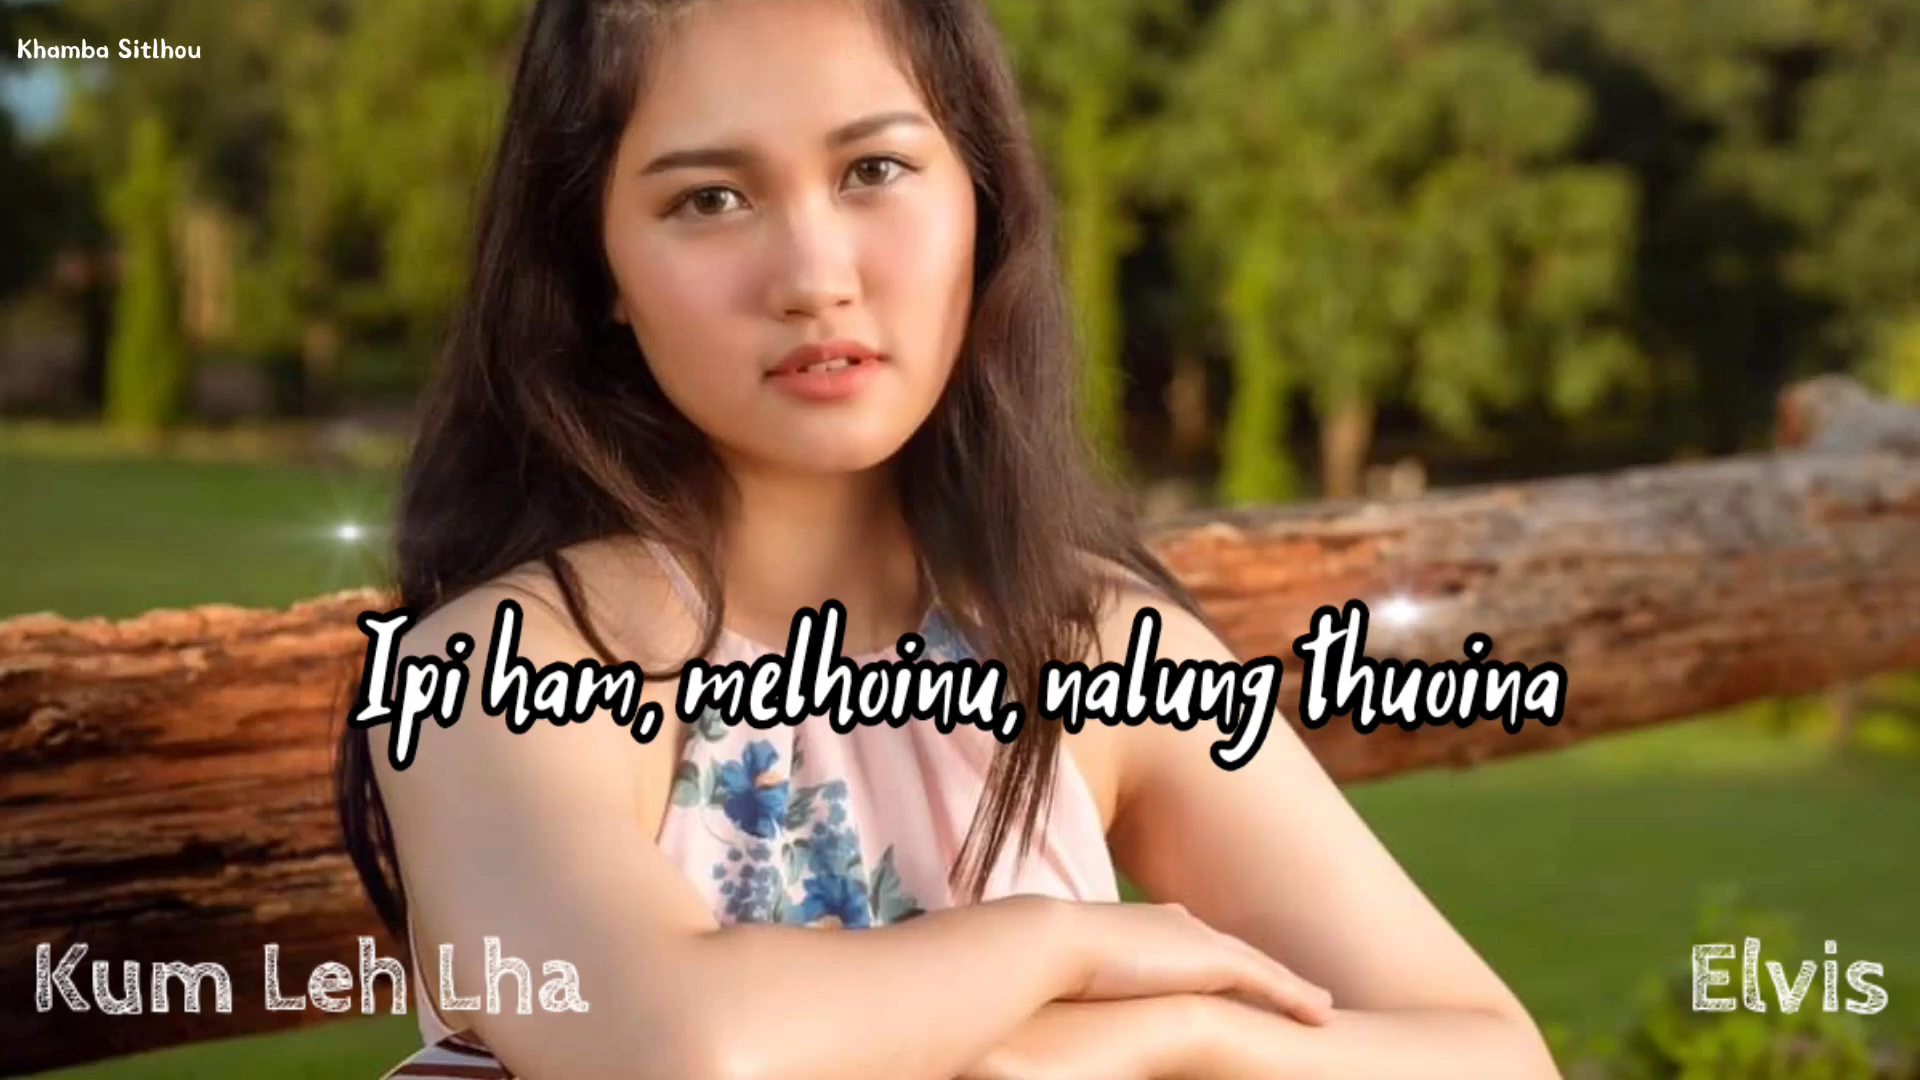 Khamba Sitlhou
Ipi ham, melhoinu, nalung thuoina
Kum Leh Lha
Elvis